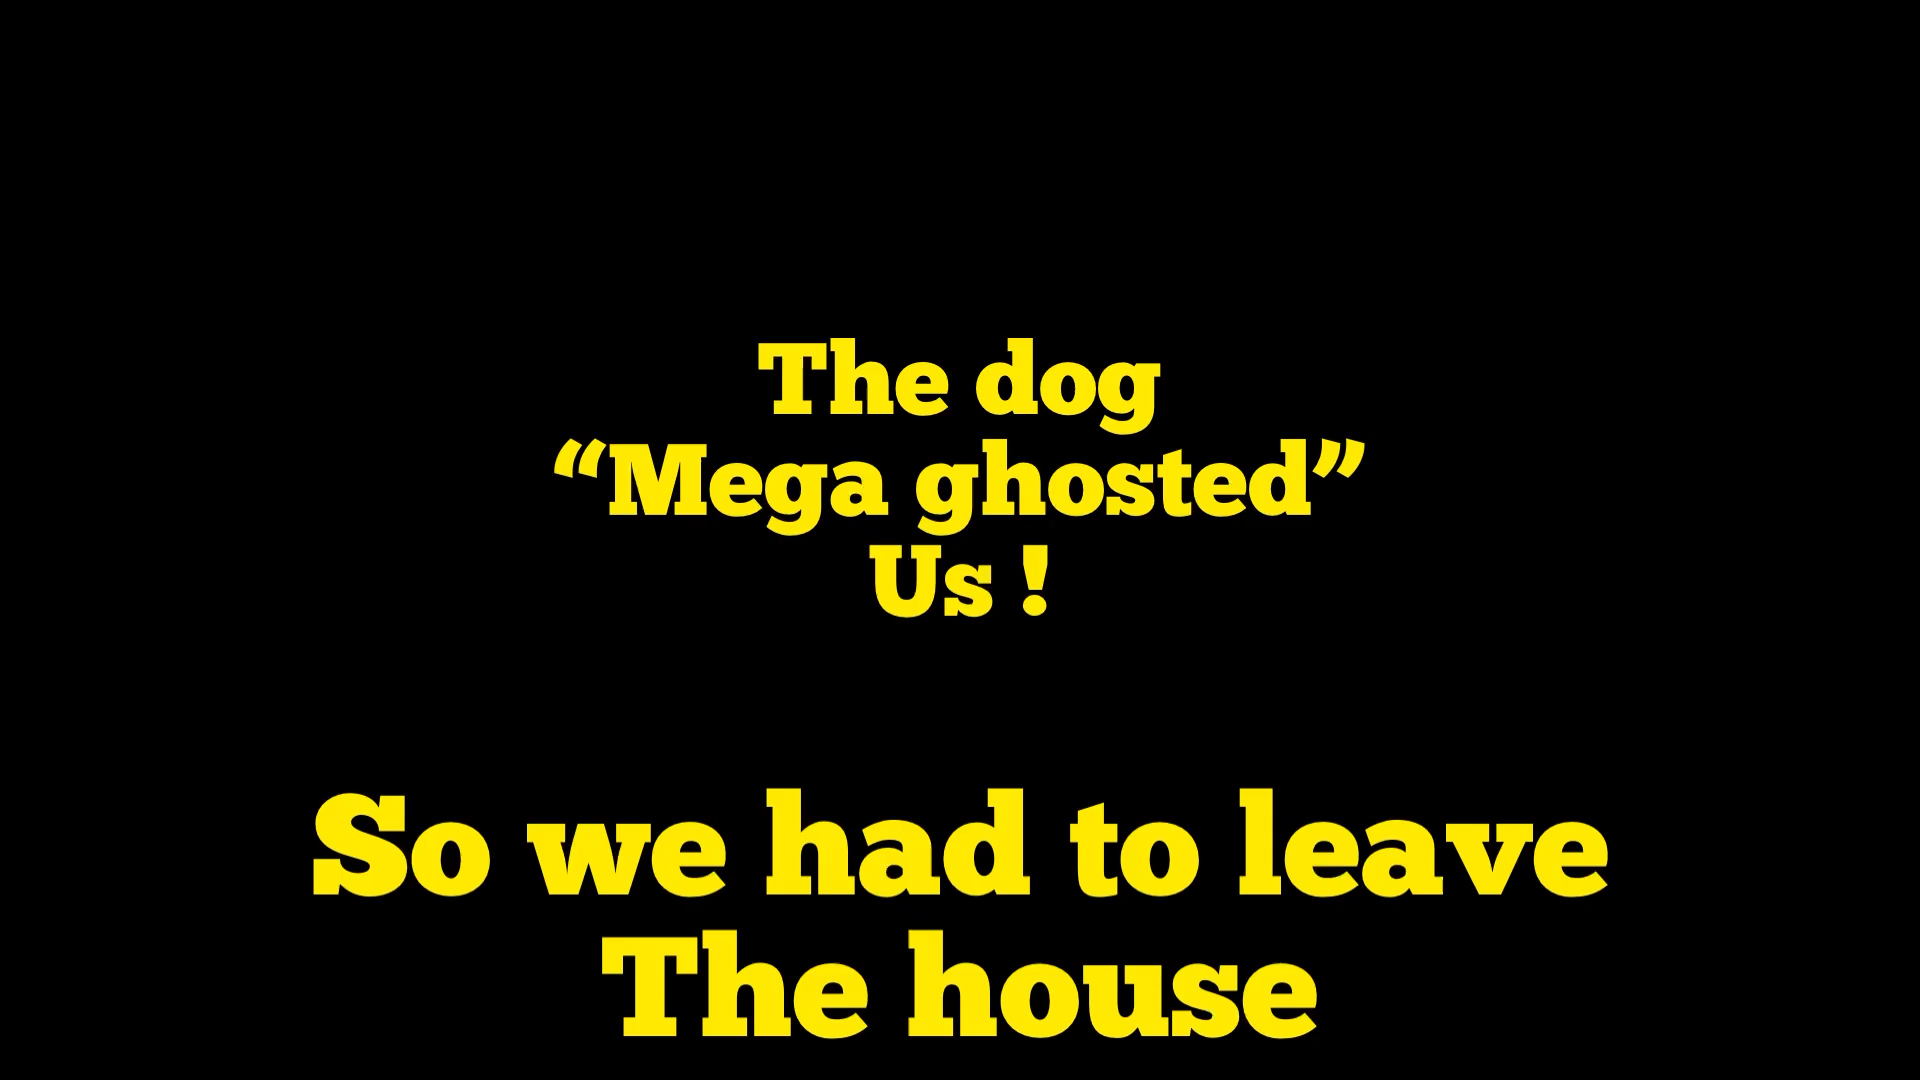 The dog
“Mega ghosted”
Us !
So we had to leave
The house